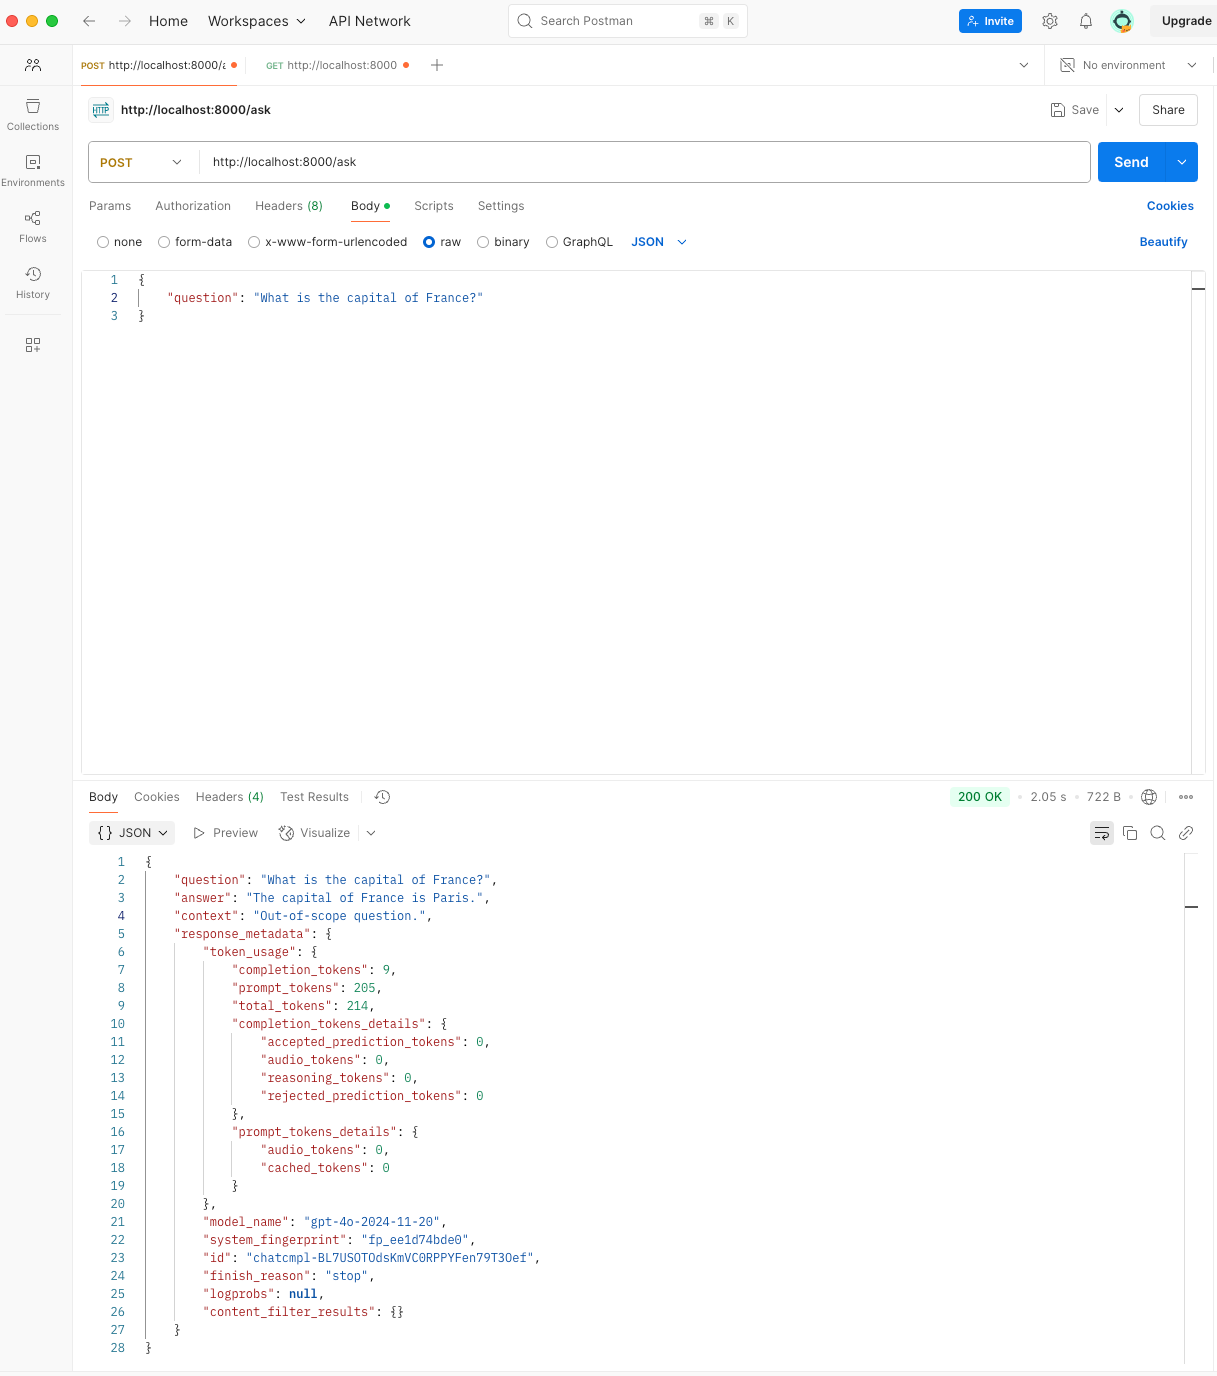 Home Workspaces API Network Search Postman ⌘ K Invite Upgrade
POST http://localhost:8000/a GET http://localhost:8000 No environment
HTTP http://localhost:8000/ask Save Share
Collections
POST http://localhost:8000/ask Send
Environments
Params Authorization Headers (8) Body Scripts Settings Cookies
Flows
none form-data x-www-form-urlencoded raw binary GraphQL JSON Beautify
History
1 {
2 "question": "What is the capital of France?"
3 }
Body Cookies Headers (4) Test Results 200 OK • 2.05 s • 722 B •
{} JSON Preview Visualize
1 {
2 "question": "What is the capital of France?",
3 "answer": "The capital of France is Paris.",
4 "context": "Out-of-scope question.",
5 "response_metadata": {
6 "token_usage": {
7 "completion_tokens": 9,
8 "prompt_tokens": 205,
9 "total_tokens": 214,
10 "completion_tokens_details": {
11 "accepted_prediction_tokens": 0,
12 "audio_tokens": 0,
13 "reasoning_tokens": 0,
14 "rejected_prediction_tokens": 0
15 },
16 "prompt_tokens_details": {
17 "audio_tokens": 0,
18 "cached_tokens": 0
19 }
20 },
21 "model_name": "gpt-4o-2024-11-20",
22 "system_fingerprint": "fp_ee1d74bde0",
23 "id": "chatcmpl-BL7USOTOdsKmVC0RPPYFen79T3Oef",
24 "finish_reason": "stop",
25 "logprobs": null,
26 "content_filter_results": {}
27 }
28 }